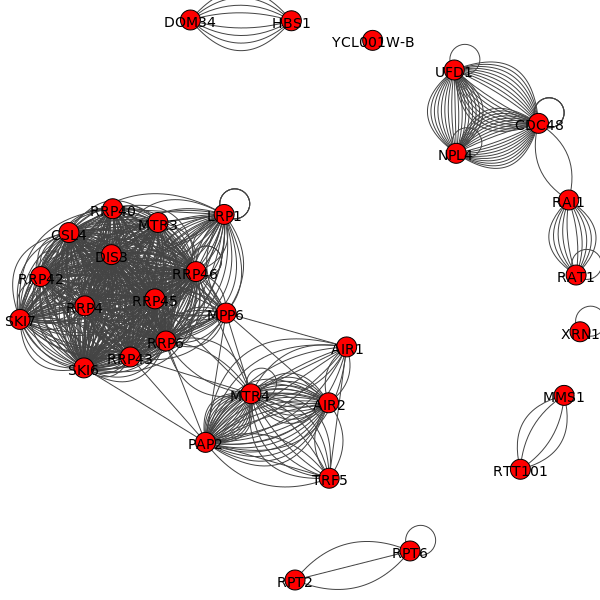 DOM34
HBS1
YCL001W-B
UFD1
CDC48
NPL4
RAI1
RRP40
LRP1
MTR3
CSL4
DIS3
RRP46
RRP42
RAT1
RRP45
RRP4
MPP6
SKI7
XRN1
RRP6
AIR1
RRP43
SKI6
MTR4
MMS1
AIR2
PAP2
RTT101
TRF5
RPT6
RPT2